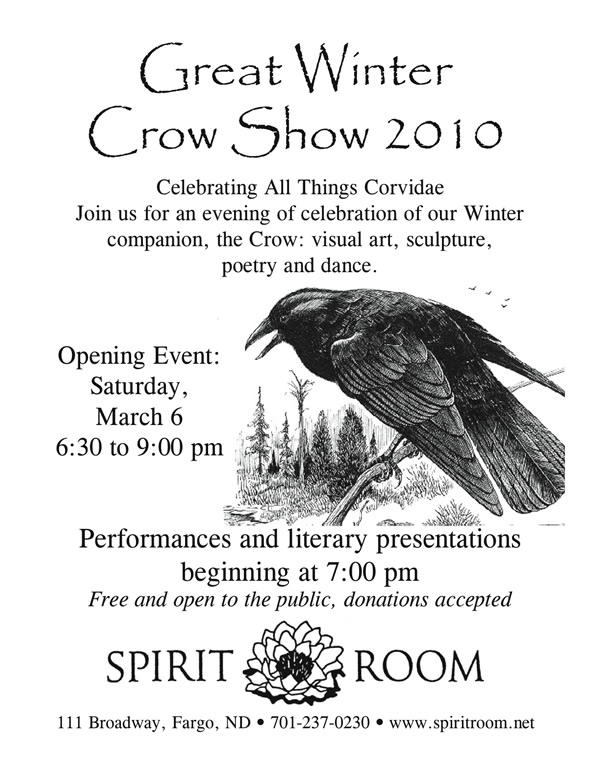 Great Winter
Crow Show 2010
Celebrating All Things Corvidae
Join us for an evening of celebration of our Winter
companion, the Crow: visual art, sculpture,
poetry and dance.
Opening Event:
Saturday,
March 6
6:30 to 9:00 pm
Performances and literary presentations
beginning at 7:00 pm
Free and open to the public, donations accepted
SPIRIT ROOM
111 Broadway, Fargo, ND • 701-237-0230 • www.spiritroom.net